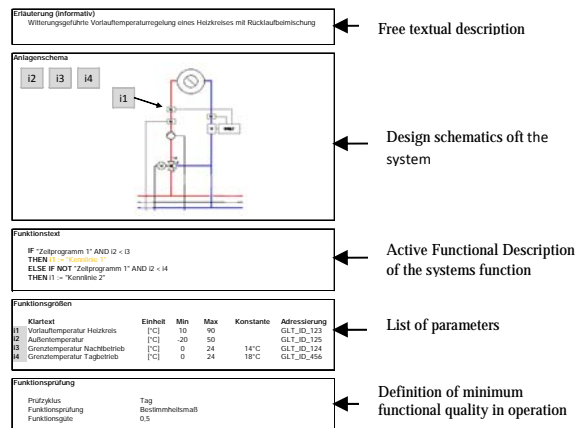 Erläuterung (informativ)
Witterungsgeführte Vorlauftemperaturregelung eines Heizkreises mit Rücklaufbeimischung
Free textual description
Anlagenschema
i2 i3 i4
i1
Design schematics oft the
system
Funktionstext
IF "Zeitprogramm 1" AND i2 < i3
THEN i1 := "Kennlinie 1"
ELSE IF NOT "Zeitprogramm 1" AND i2 < i4
THEN i1 := "Kennlinie 2"
Active Functional Description
of the systems function
Funktionsgrößen
Klartext Einheit Min Max Konstante Adressierung
i1 Vorlauftemperatur Heizkreis [°C] 10 90 GLT_ID_123
i2 Außentemperatur [°C] -20 50 GLT_ID_125
i3 Grenztemperatur Nachtbetrieb [°C] 0 24 14°C GLT_ID_124
i4 Grenztemperatur Tagbetrieb [°C] 0 24 18°C GLT_ID_456
List of parameters
Funktionsprüfung
Prüfzyklus Tag
Funktionsprüfung Bestimmheitsmaß
Funktionsgüte 0,5
Definition of minimum
functional quality in operation